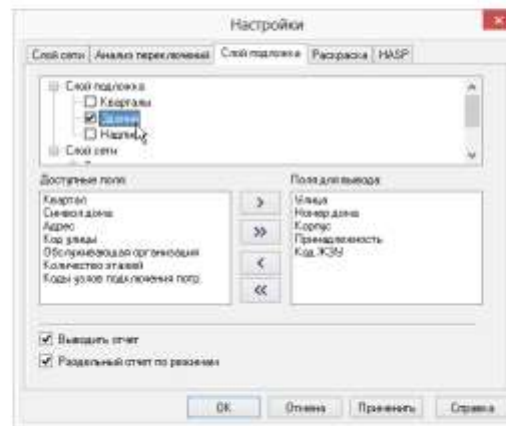 Настройки
Слой сети Анализ переключений Слой подложка Раскраска HASP
Слой подложка
Кварталы
Здания
Надписи
Слой сети
Доступные поля:
Квартал
Символ дома
Адрес
Код улицы
Обслуживающая организация
Количество этажей
Коды узлов подключения потр.
>
>>
<
<<
Поля для вывода:
Улица
Номер дома
Корпус
Принадлежность
Код ЖЭУ
Выводить отчет
Раздельный отчет по режимам
OK Отмена Применить Справка